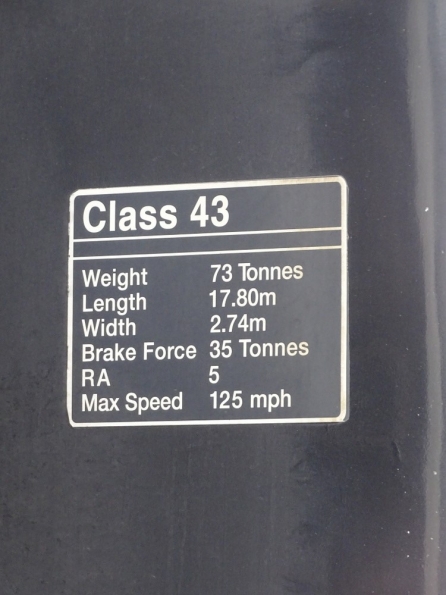 Class 43
Weight 73 Tonnes
Length 17.80m
Width 2.74m
Brake Force 35 Tonnes
RA 5
Max Speed 125 mph